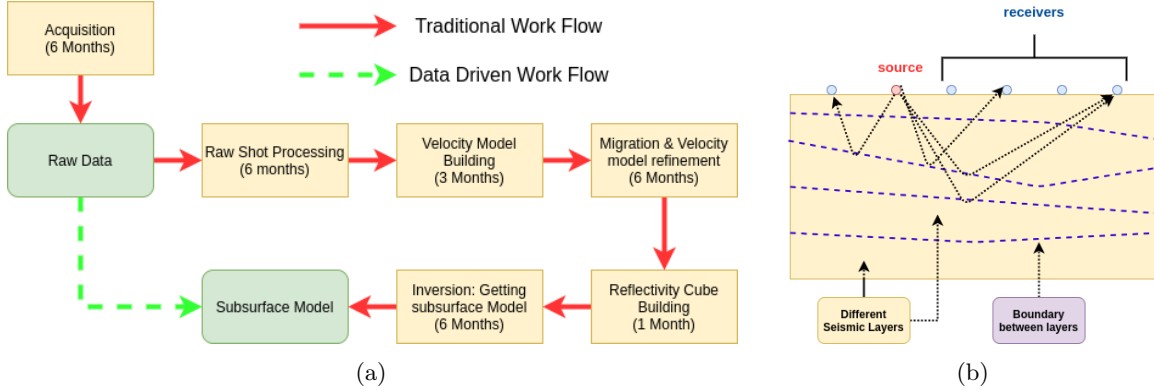 Acquisition
(6 Months)
Traditional Work Flow
Data Driven Work Flow
Raw Data
Raw Shot Processing
(6 months)
Velocity Model
Building
(3 Months)
Migration & Velocity
model refinement
(6 Months)
Subsurface Model
Inversion: Getting
subsurface Model
(6 Months)
Reflectivity Cube
Building
(1 Month)
(a)
receivers
source
Different
Seismic Layers
Boundary
between layers
(b)